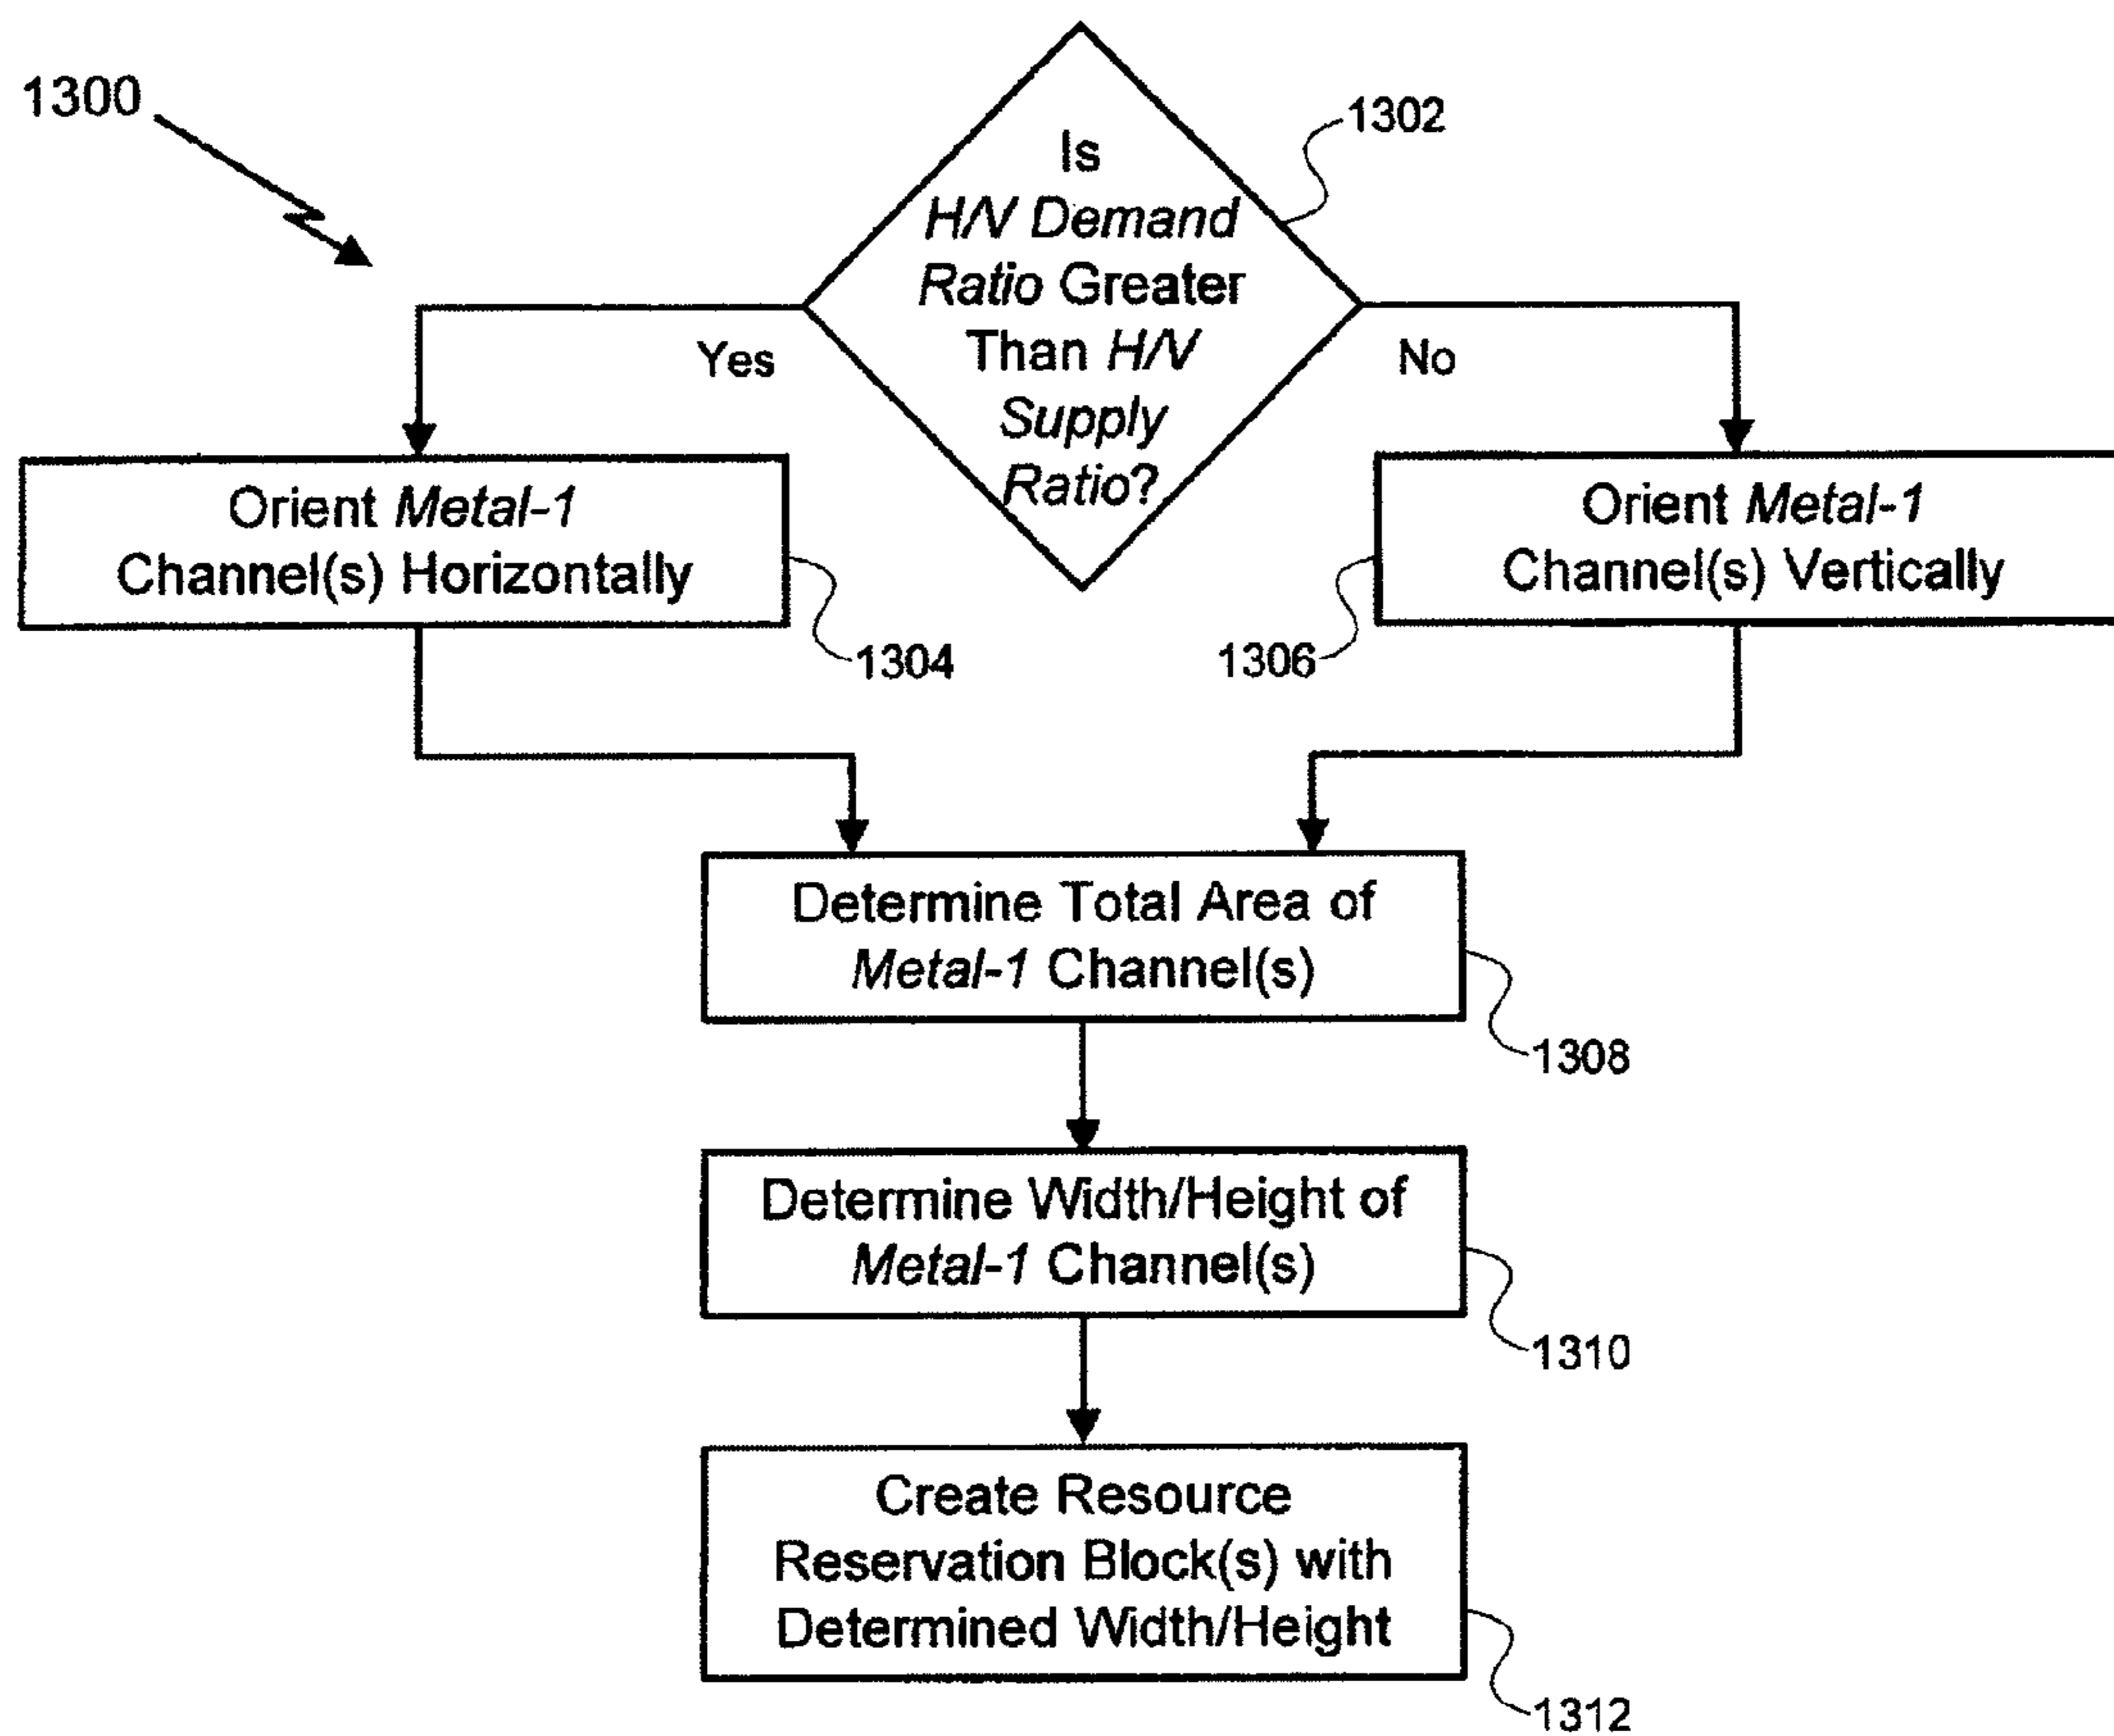 1300
1302
Is
H/V Demand
Ratio Greater
Than H/V
Supply
Ratio?
Yes
No
Orient Metal-1
Channel(s) Horizontally
1304
Orient Metal-1
Channel(s) Vertically
1306
Determine Total Area of
Metal-1 Channel(s)
1308
Determine Width/Height of
Metal-1 Channel(s)
1310
Create Resource
Reservation Block(s) with
Determined Width/Height
1312